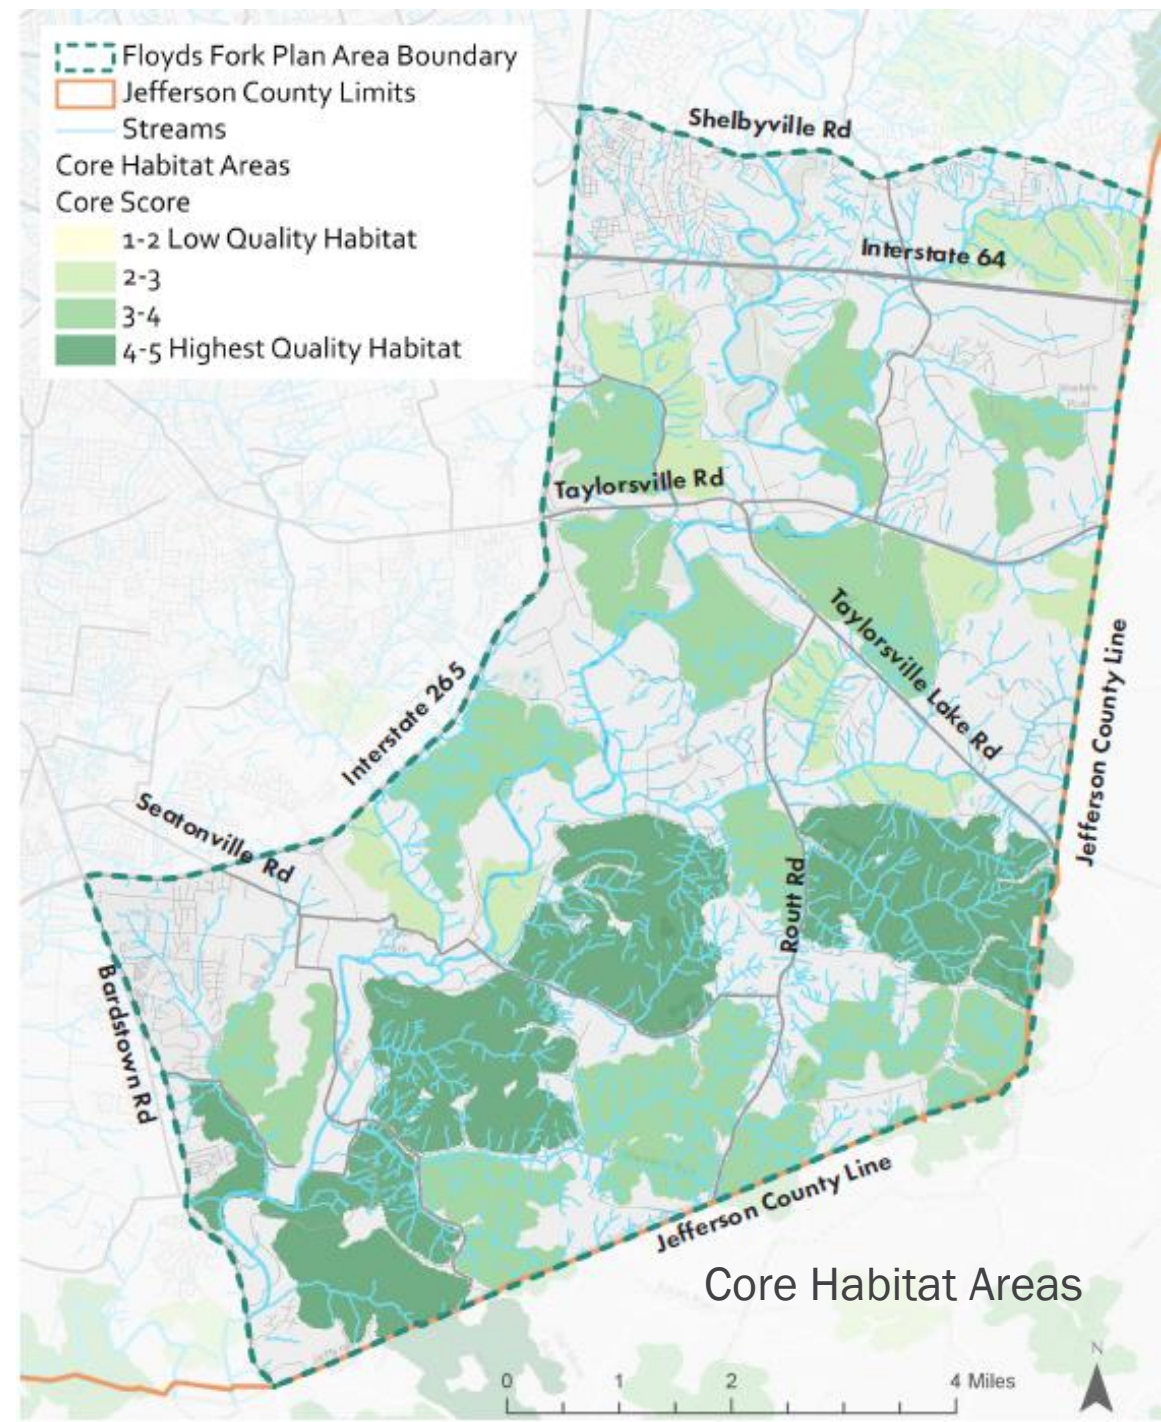 Floyds Fork Plan Area Boundary
Jefferson County Limits
Streams
Core Habitat Areas
Core Score
1-2 Low Quality Habitat
2-3
3-4
4-5 Highest Quality Habitat
Shelbyville Rd
Interstate 64
Taylorsville Rd
Taylorsville Lake Rd
Interstate 265
Jefferson County Line
Seatonville Rd
Routt Rd
Bardstown Rd
Jefferson County Line
Core Habitat Areas
N
0 1 2 4 Miles